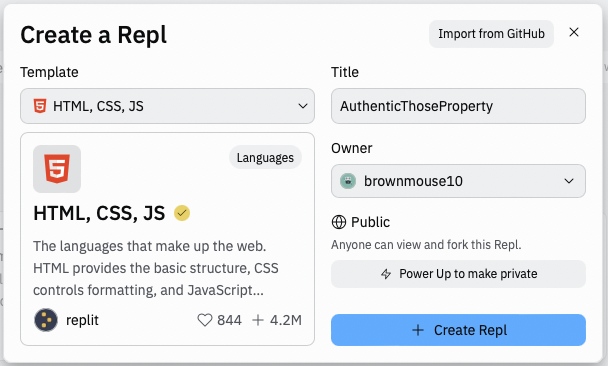 Create a Repl
Import from GitHub
Template
HTML, CSS, JS
Languages
HTML, CSS, JS
The languages that make up the web.
HTML provides the basic structure, CSS
controls formatting, and JavaScript...
replit
844
4.2M
Title
AuthenticThoseProperty
Owner
brownmouse10
Public
Anyone can view and fork this Repl.
Power Up to make private
Create Repl